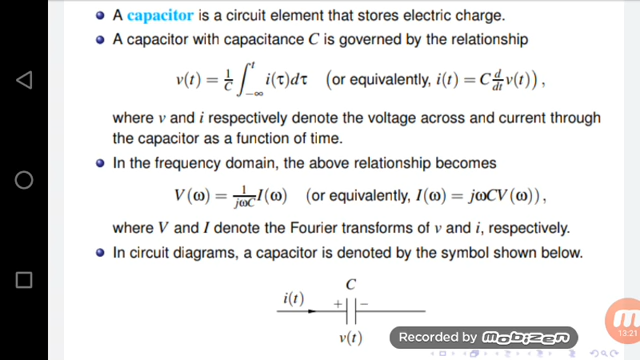 A capacitor is a circuit element that stores electric charge.
A capacitor with capacitance C is governed by the relationship
v(t) = 1/C ∫_{-∞}^{t} i(τ)dτ (or equivalently, i(t) = C d/dt v(t)),
where v and i respectively denote the voltage across and current through
the capacitor as a function of time.
In the frequency domain, the above relationship becomes
V(ω) = 1/jωC I(ω) (or equivalently, I(ω) = jωCV(ω)),
where V and I denote the Fourier transforms of v and i, respectively.
In circuit diagrams, a capacitor is denoted by the symbol shown below.
C
i(t)
+ −
v(t)
Recorded by mobizen
13:21